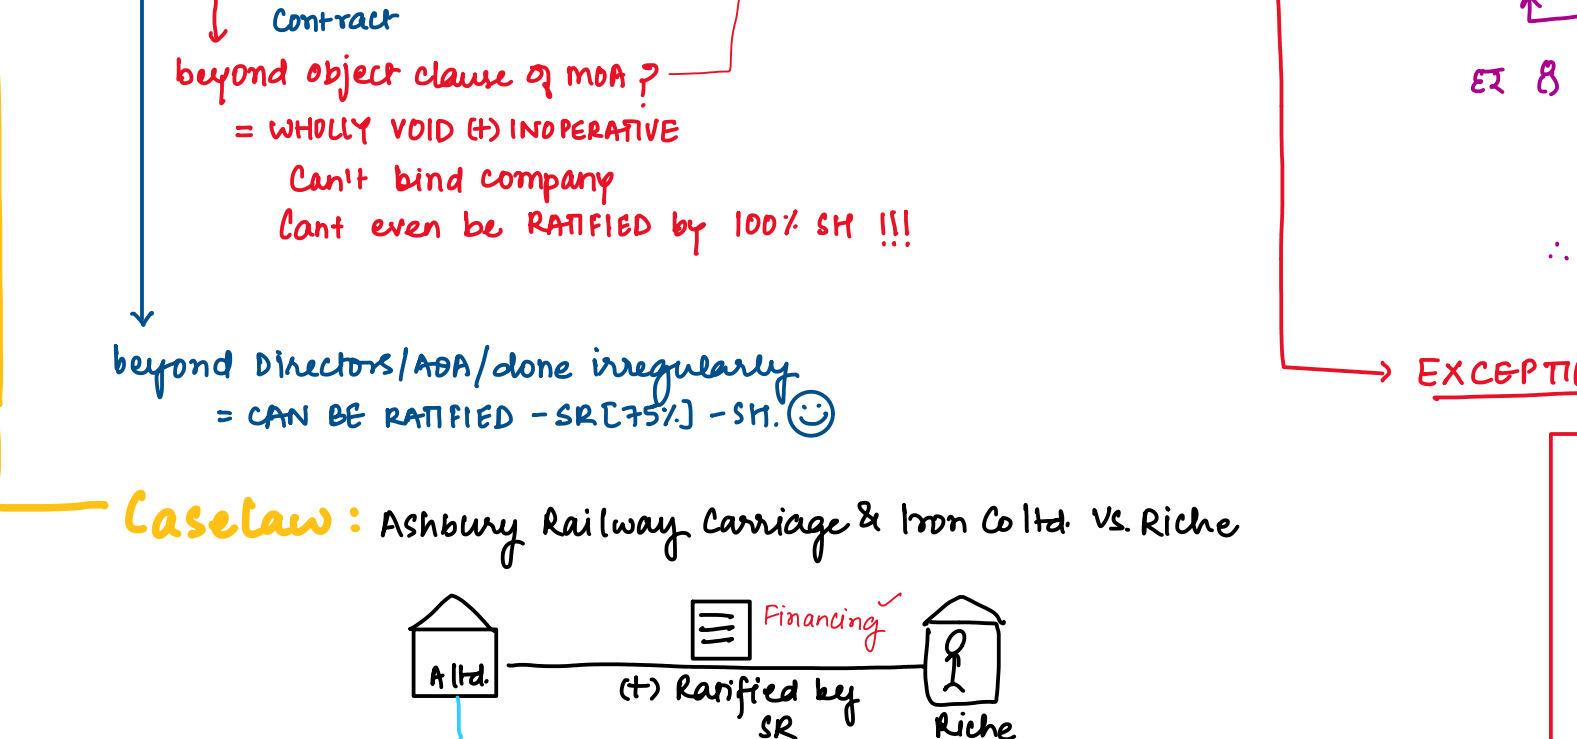 Contract
beyond object clause of MOA?
= WHOLLY VOID (+) INOPERATIVE
Can't bind company
Cant even be RATIFIED by 100% SH !!!
beyond Directors/AOA/done irregularly
= CAN BE RATIFIED - SR[75%] - SH.
Caselaw: Ashbury Railway Carriage & Iron Co ltd. VS. Riche
Financing
A ltd.
(+) Ratified by
SR
Riche
∴